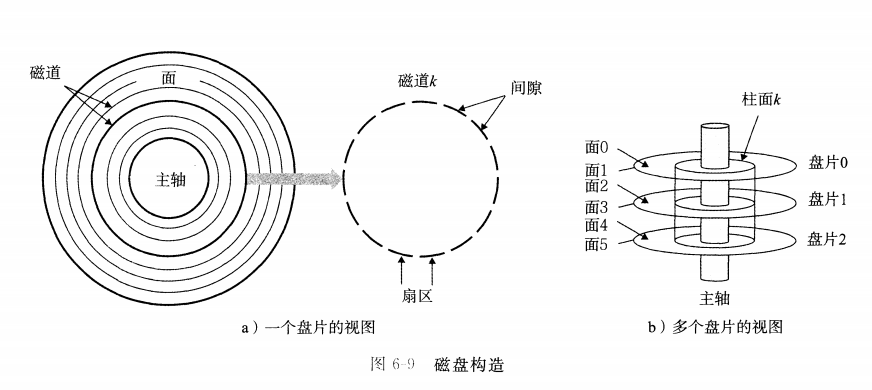 磁道
面
主轴
磁道k
间隙
扇区
a）一个盘片的视图
柱面k
面0
面1
面2
面3
面4
面5
盘片0
盘片1
盘片2
主轴
b）多个盘片的视图
图 6-9 磁盘构造